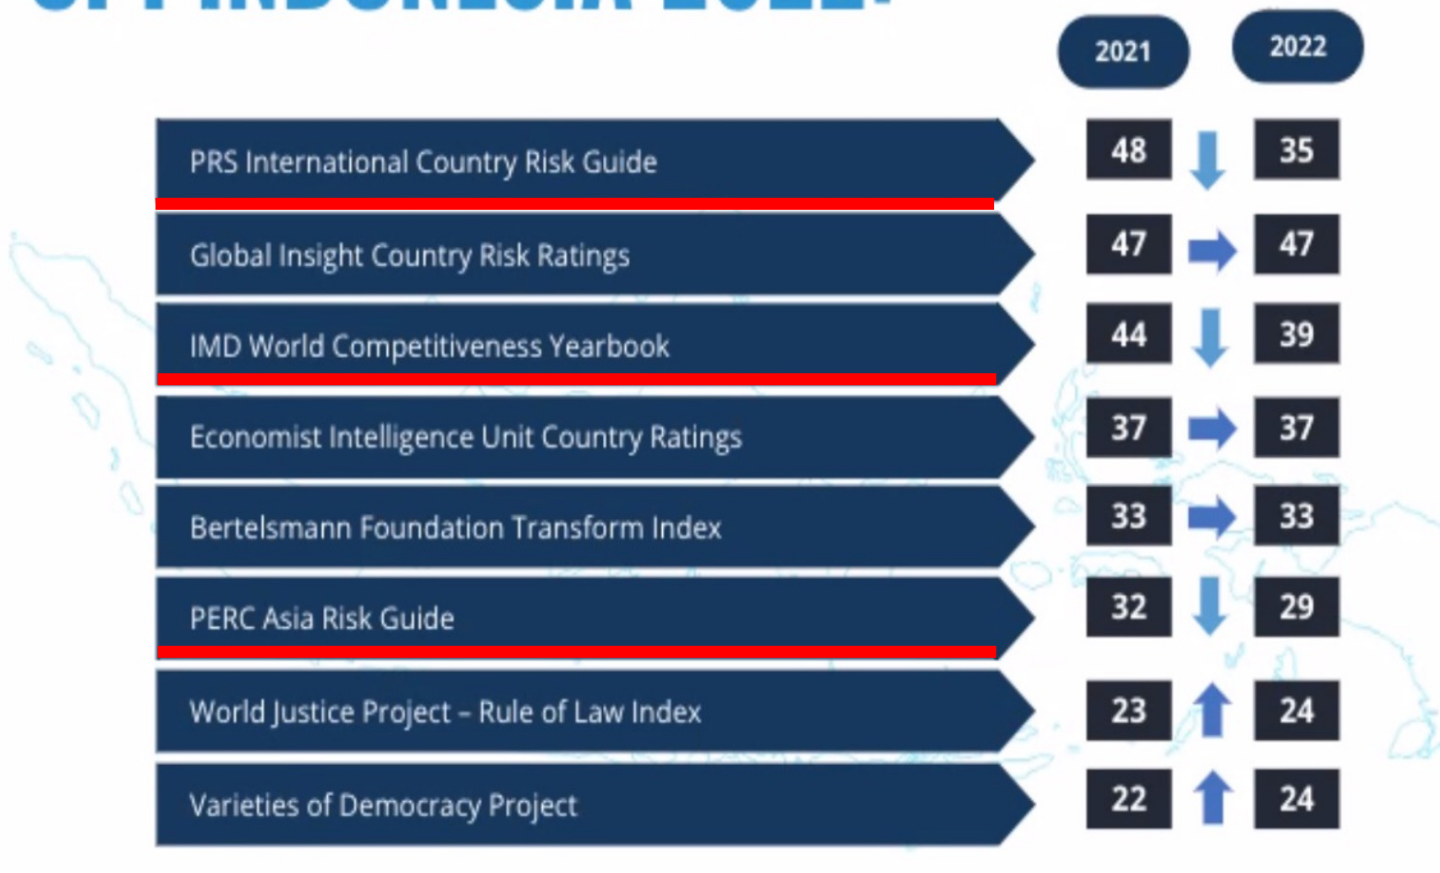 INDONESIA 2022
2021 2022
PRS International Country Risk Guide 48 35
Global Insight Country Risk Ratings 47 47
IMD World Competitiveness Yearbook 44 39
Economist Intelligence Unit Country Ratings 37 37
Bertelsmann Foundation Transform Index 33 33
PERC Asia Risk Guide 32 29
World Justice Project – Rule of Law Index 23 24
Varieties of Democracy Project 22 24